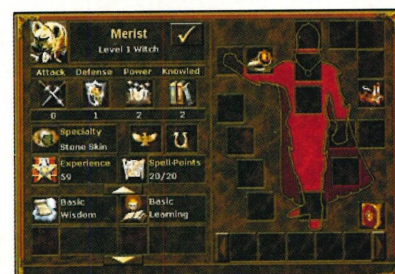 Merist
Level 1 Witch
Attack Defense Power Knowled
0 1 2 2
Specialty
Stone Skin
Experience
59
Spell-Points
20/20
Basic
Wisdom
Basic
Learning